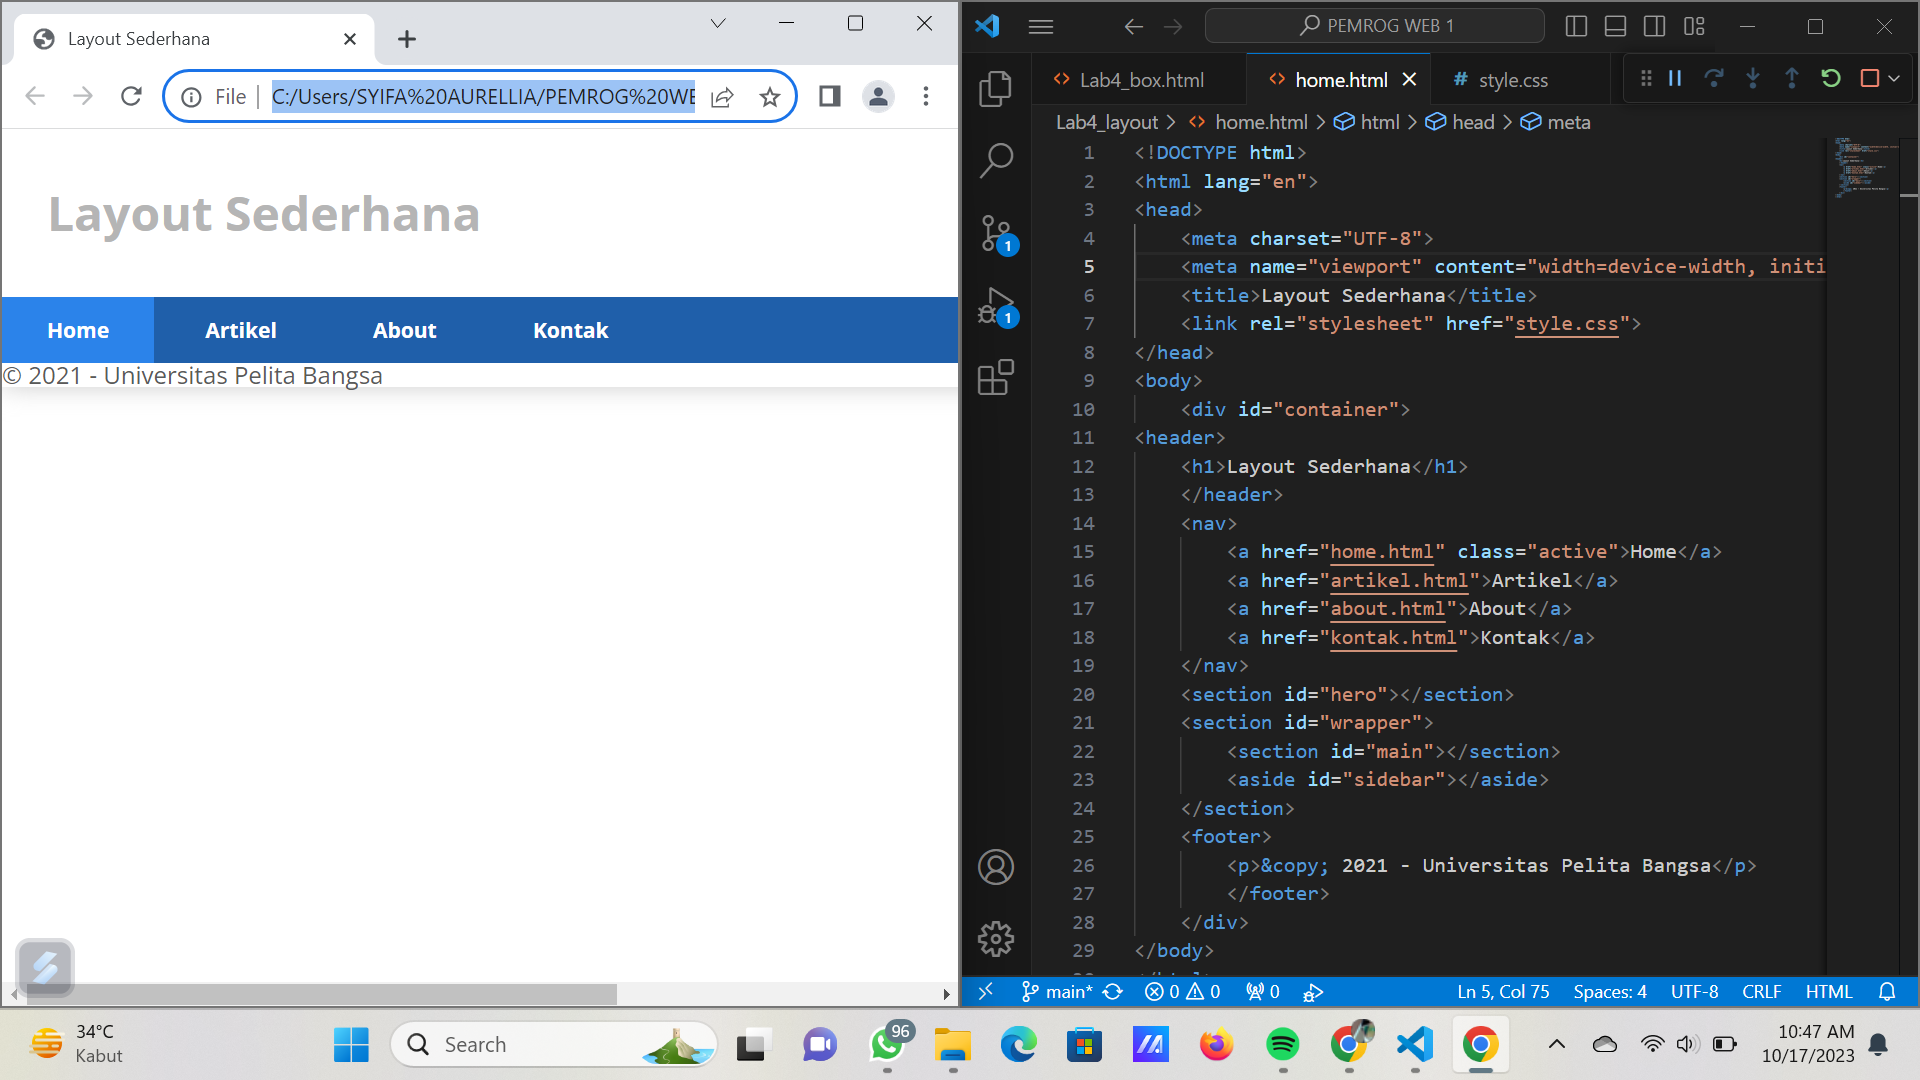 Layout Sederhana
File
C:/Users/SYIFA%20AURELLIA/PEMROG%20WE
Layout Sederhana
Home
Artikel
About
Kontak
© 2021 - Universitas Pelita Bangsa
PEMROG WEB 1
Lab4_box.html
home.html
# style.css
Lab4_layout > home.html > html > head > meta
1 <!DOCTYPE html>
2 <html lang="en">
3 <head>
4 <meta charset="UTF-8">
5 <meta name="viewport" content="width=device-width, initi
6 <title>Layout Sederhana</title>
7 <link rel="stylesheet" href="style.css">
8 </head>
9 <body>
10 <div id="container">
11 <header>
12 <h1>Layout Sederhana</h1>
13 </header>
14 <nav>
15 <a href="home.html" class="active">Home</a>
16 <a href="artikel.html">Artikel</a>
17 <a href="about.html">About</a>
18 <a href="kontak.html">Kontak</a>
19 </nav>
20 <section id="hero"></section>
21 <section id="wrapper">
22 <section id="main"></section>
23 <aside id="sidebar"></aside>
24 </section>
25 <footer>
26 <p>&copy; 2021 - Universitas Pelita Bangsa</p>
27 </footer>
28 </div>
29 </body>
1
1
main*
0
0
0
Ln 5, Col 75
Spaces: 4
UTF-8
CRLF
HTML
34°C
Kabut
Search
96
10:47 AM
10/17/2023